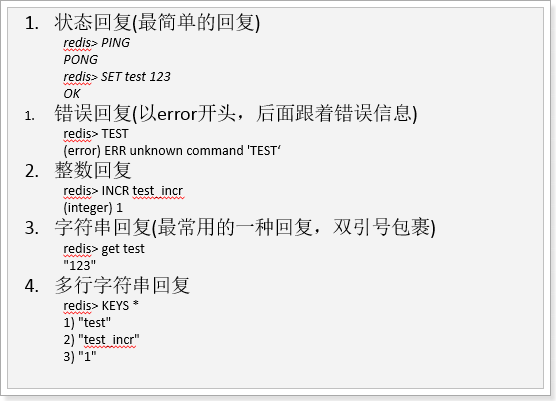 1. 状态回复(最简单的回复)
redis> PING
PONG
redis> SET test 123
OK
1. 错误回复(以error开头，后面跟着错误信息)
redis> TEST
(error) ERR unknown command 'TEST‘
2. 整数回复
redis> INCR test_incr
(integer) 1
3. 字符串回复(最常用的一种回复，双引号包裹)
redis> get test
"123"
4. 多行字符串回复
redis> KEYS *
1) "test"
2) "test_incr"
3) "1"